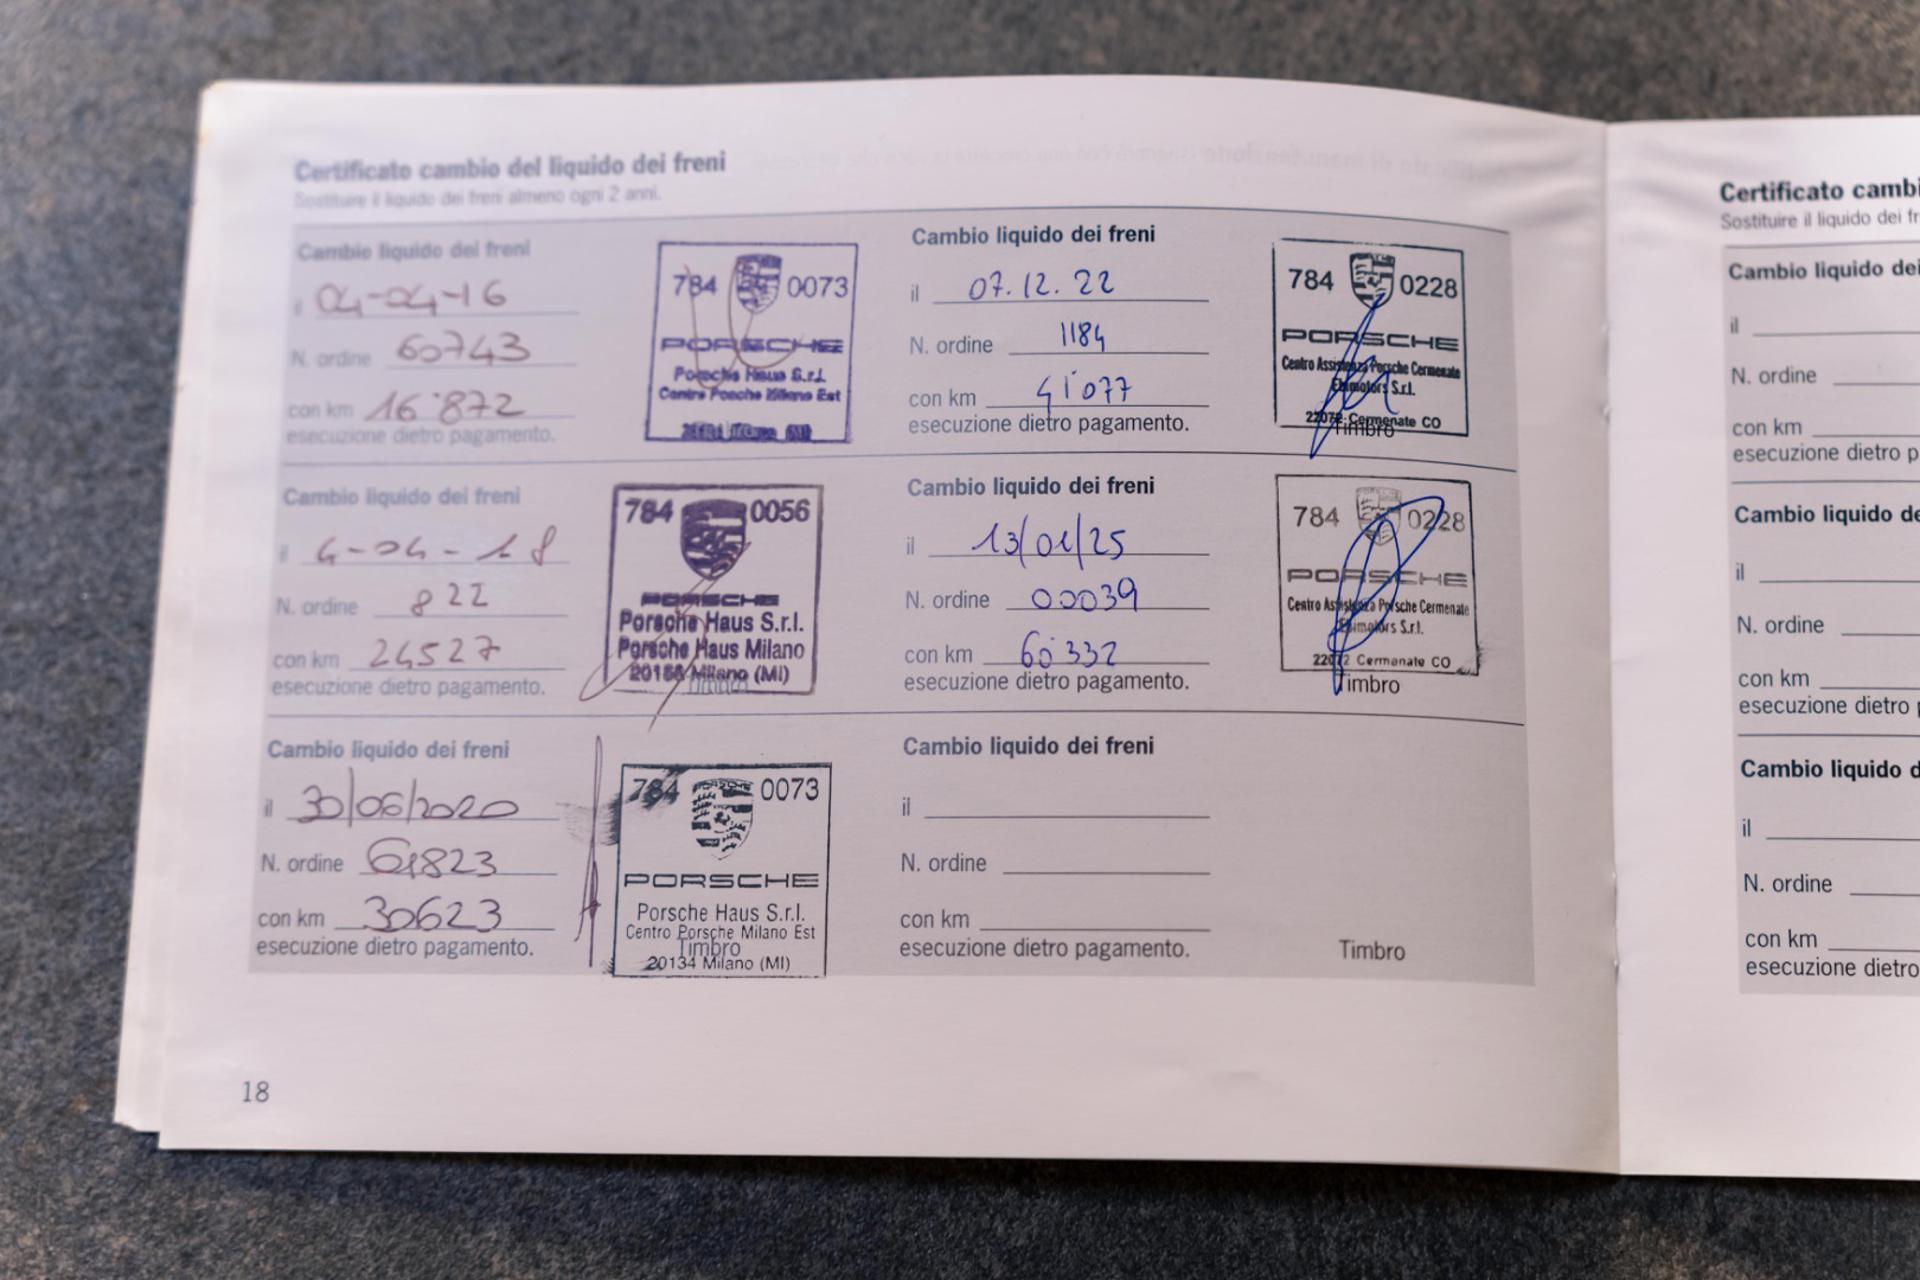 Certificato cambio del liquido dei freni
Sostituire il liquido dei freni almeno ogni 2 anni.
Cambio liquido dei freni
il 04-04-16
N. ordine 60743
con km 16'872
esecuzione dietro pagamento.
784 0073
PORSCHE
Porsche Haus S.r.l.
Centro Porsche Milano Est
Cambio liquido dei freni
il 4-04-18
N. ordine 822
con km 24527
esecuzione dietro pagamento.
784 0056
PORSCHE
Porsche Haus S.r.l.
Porsche Haus Milano
Milano (MI)
Timbro
Cambio liquido dei freni
il 30/06/2020
N. ordine 61823
con km 30623
esecuzione dietro pagamento.
784 0073
PORSCHE
Porsche Haus S.r.l.
Centro Porsche Milano Est
Timbro
20134 Milano (MI)
Cambio liquido dei freni
il 07.12.22
N. ordine 1184
con km 41'077
esecuzione dietro pagamento.
784 0228
PORSCHE
Centro Assistenza Porsche Cermenate
Ebimotors S.r.l.
22072 Cermenate CO
Timbro
Cambio liquido dei freni
il 13/01/25
N. ordine 00039
con km 60'332
esecuzione dietro pagamento.
784 0228
PORSCHE
Centro Assistenza Porsche Cermenate
Ebimotors S.r.l.
22072 Cermenate CO
Timbro
Cambio liquido dei freni
il
N. ordine
con km
esecuzione dietro pagamento.
Timbro
18
Certificato cambi
Sostituire il liquido dei fr
Cambio liquido dei
il
N. ordine
con km
esecuzione dietro p
Cambio liquido de
il
N. ordine
con km
esecuzione dietro p
Cambio liquido d
il
N. ordine
con km
esecuzione dietro